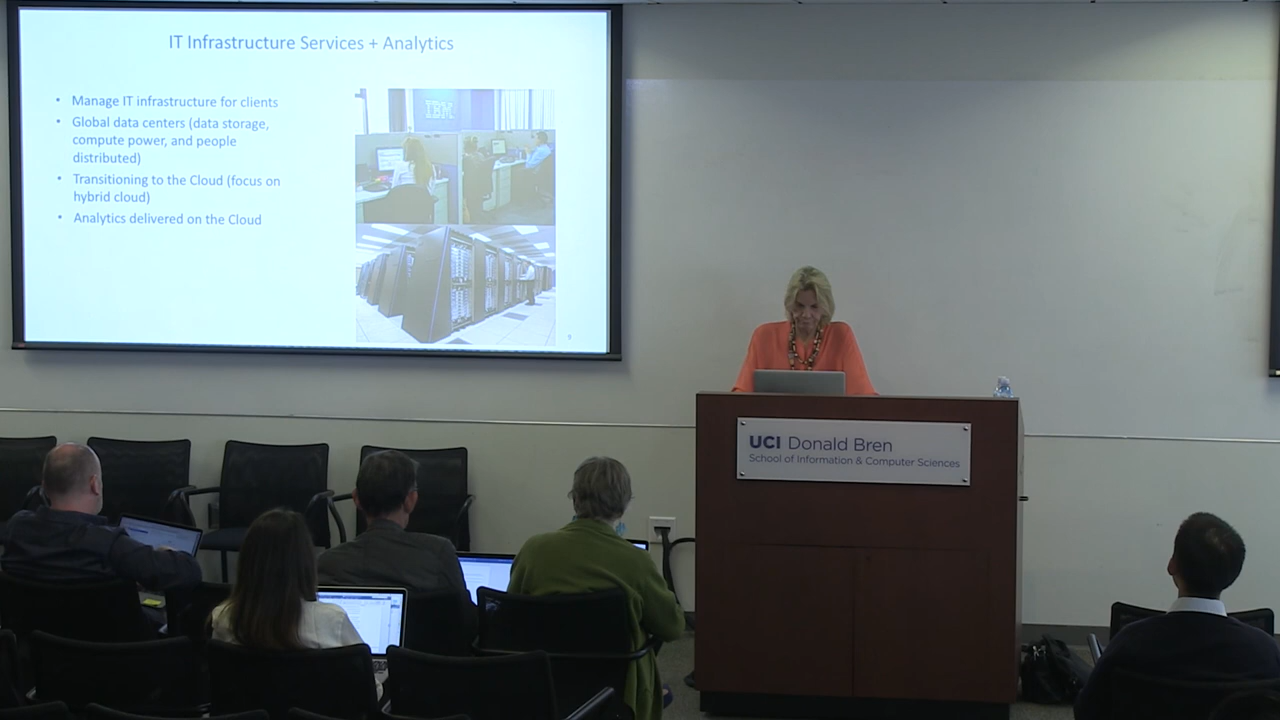 IT Infrastructure Services + Analytics
• Manage IT infrastructure for clients
• Global data centers (data storage,
compute power, and people
distributed)
• Transitioning to the Cloud (focus on
hybrid cloud)
• Analytics delivered on the Cloud
IBM
UCI Donald Bren
School of Information & Computer Sciences